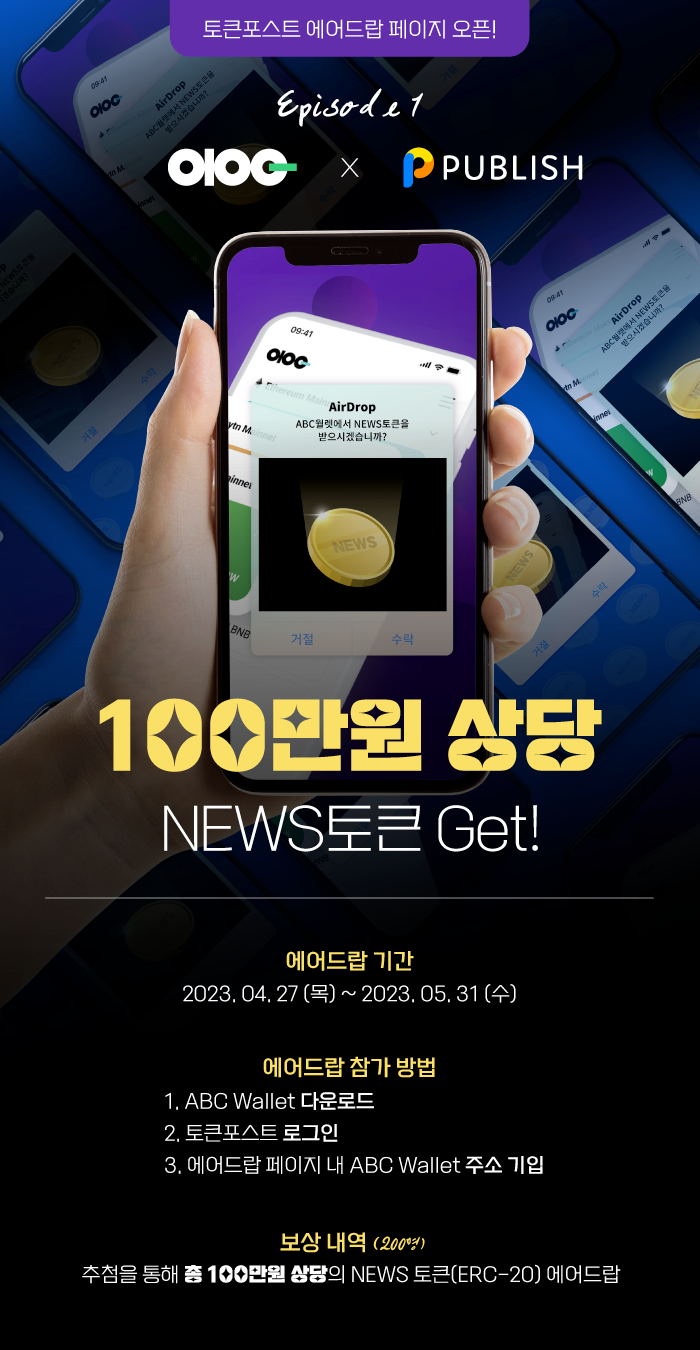 토큰포스트 에어드랍 페이지 오픈!
Episode 1
X
PUBLISH
09:41
AirDrop
ABC월렛에서 NEWS토큰을
받으시겠습니까?
NEWS
거절 수락
BNB
100만원 상당
NEWS토큰 Get!
에어드랍 기간
2023. 04. 27 (목) ~ 2023. 05. 31 (수)
에어드랍 참가 방법
1. ABC Wallet 다운로드
2. 토큰포스트 로그인
3. 에어드랍 페이지 내 ABC Wallet 주소 기입
보상 내역 (200명)
추첨을 통해 총 100만원 상당의 NEWS 토큰(ERC-20) 에어드랍